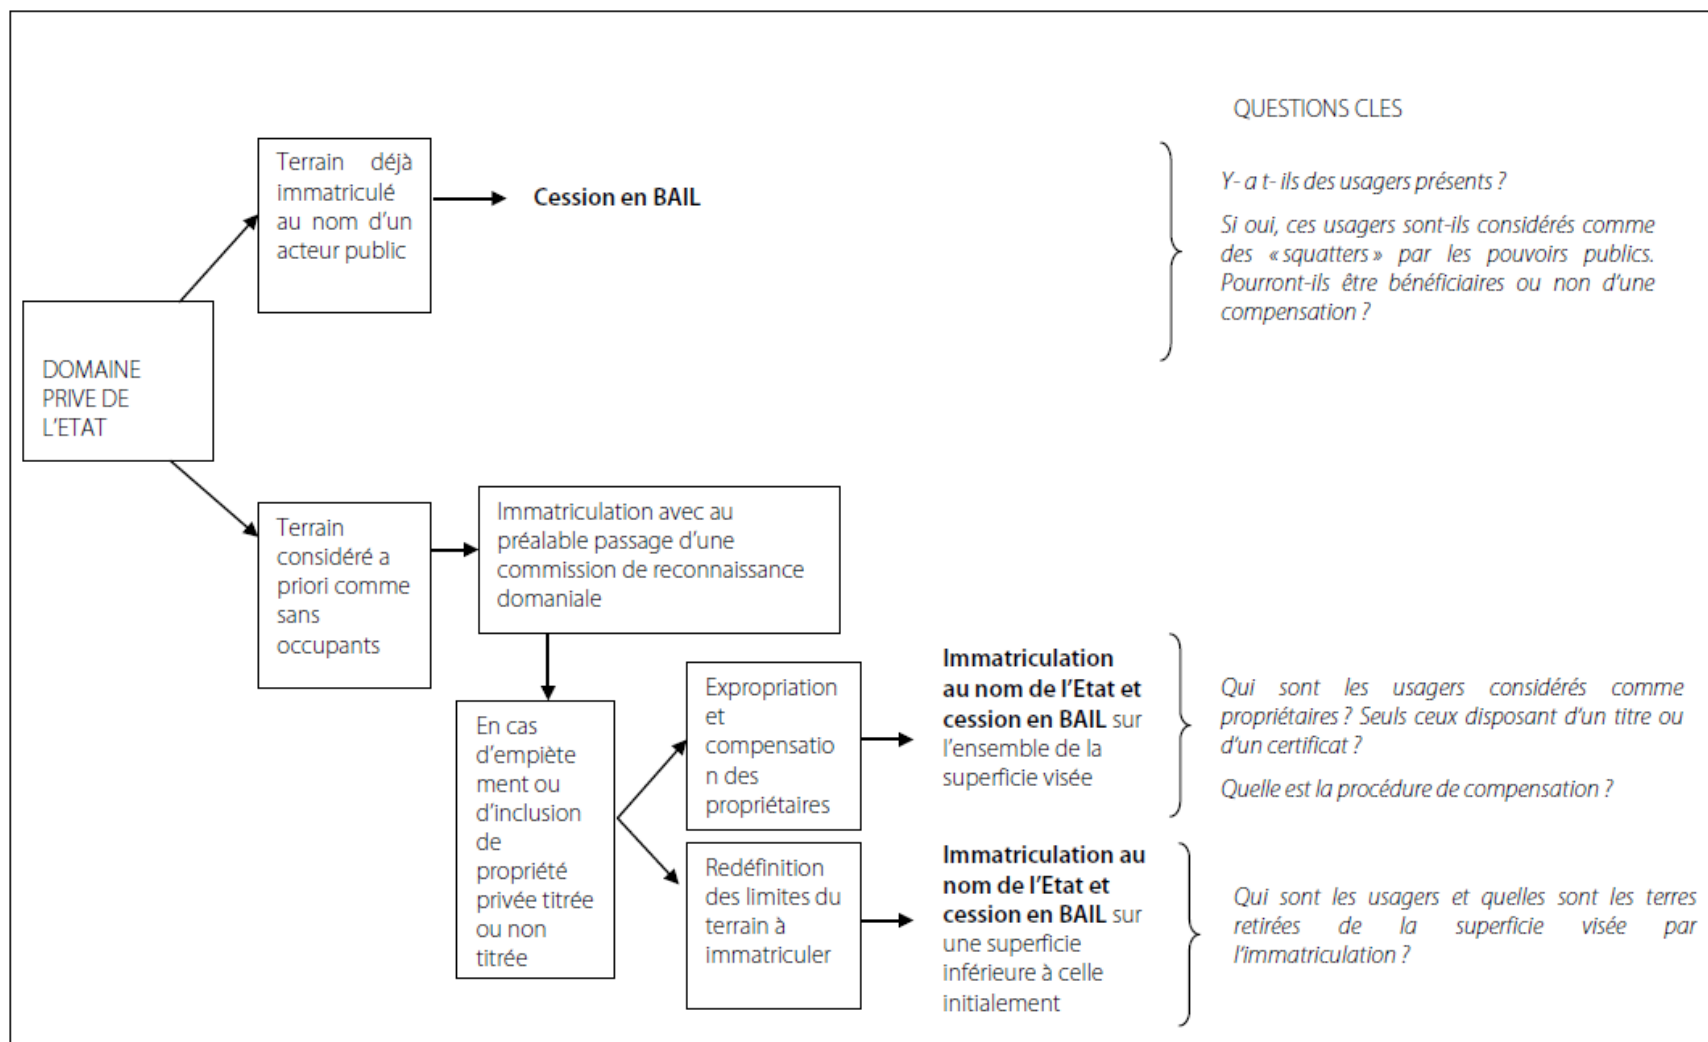 QUESTIONS CLES
Terrain déjà
immatriculé
au nom d’un
acteur public
Cession en BAIL
Y- a t- ils des usagers présents ?
Si oui, ces usagers sont-ils considérés comme
des « squatters » par les pouvoirs publics.
Pourront-ils être bénéficiaires ou non d’une
compensation ?
DOMAINE
PRIVE DE
L’ETAT
Terrain
considéré a
priori comme
sans
occupants
Immatriculation avec au
préalable passage d’une
commission de reconnaissance
domaniale
En cas
d’empiète
ment ou
d’inclusion
de
propriété
privée titrée
ou non
titrée
Expropriation
et
compensatio
n des
propriétaires
Immatriculation
au nom de l’Etat et
cession en BAIL sur
l’ensemble de la
superficie visée
Qui sont les usagers considérés comme
propriétaires ? Seuls ceux disposant d’un titre ou
d’un certificat ?
Quelle est la procédure de compensation ?
Redéfinition
des limites du
terrain à
immatriculer
Immatriculation au
nom de l’Etat et
cession en BAIL sur
une superficie
inférieure à celle
initialement
Qui sont les usagers et quelles sont les terres
retirées de la superficie visée par
l’immatriculation ?